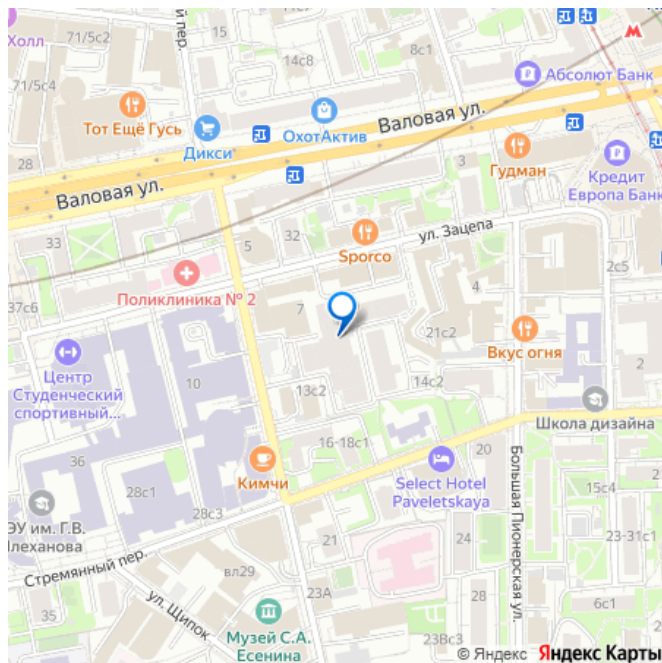 Холл
71/5с5
й пер.
14с8
8с1
71/5с4
Абсолют Банк
Тот Ещё Гусь
Дикси
ОхотАктив
Валовая ул.
28
3
Гудман
Кредит
Европа Банк
Валовая ул.
33
5
32
Sporco
ул. Зацепа
2с5
Поликлиника № 2
37с6
7
4
21с2
Вкус огня
2
Центр
Студенческий
спортивный...
10
13с2
14с2
Школа дизайна
16-18с1
36
Кимчи
20
Select Hotel
Paveletskaya
Большая Пионерская ул.
28с1
15с4
ЭУ им. Г.В.
Плеханова
28с3
21
24
23-31с1
Стремянный пер.
вл29
23А
28
6с1
35
ул. Щипок
Музей С.А.
Есенина
23Вс3
© Яндекс Яндекс Карты